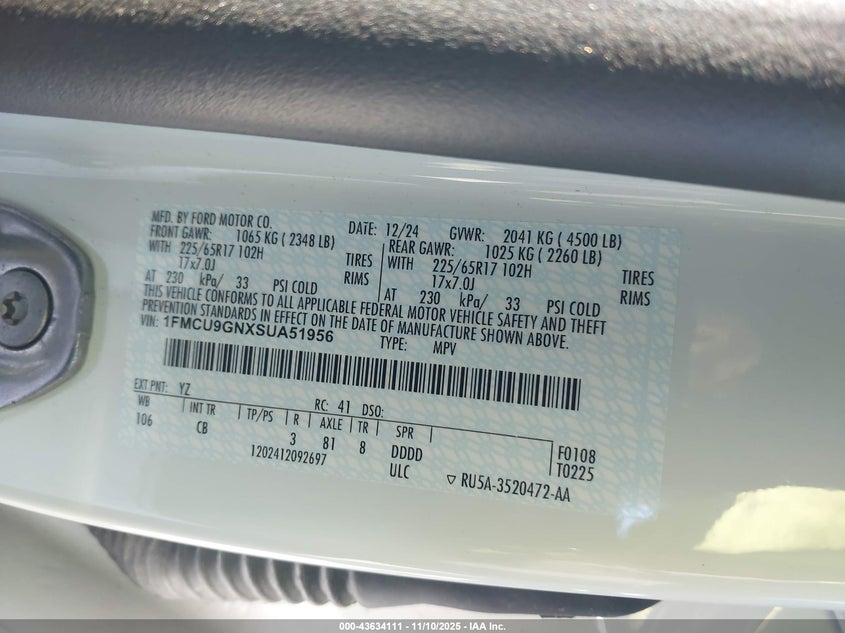 MFD. BY FORD MOTOR CO. DATE: 12/24 GVWR: 2041 KG ( 4500 LB)
FRONT GAWR: 1065 KG ( 2348 LB) REAR GAWR: 1025 KG ( 2260 LB)
WITH 225/65R17 102H TIRES WITH 225/65R17 102H TIRES
17x7.0J RIMS 17x7.0J RIMS
AT 230 kPa/ 33 PSI COLD AT 230 kPa/ 33 PSI COLD
THIS VEHICLE CONFORMS TO ALL APPLICABLE FEDERAL MOTOR VEHICLE SAFETY AND THEFT
PREVENTION STANDARDS IN EFFECT ON THE DATE OF MANUFACTURE SHOWN ABOVE.
VIN: 1FMCU9GNXSUA51956 TYPE: MPV
EXT PNT: YZ RC: 41 DSO:
WB INT TR TP/PS R AXLE TR SPR
106 CB 3 81 8 DDDD F0108
1202412092697 ULC T0225
▽ RU5A-3520472-AA
000-43634111 - 11/10/2025 - IAA Inc.